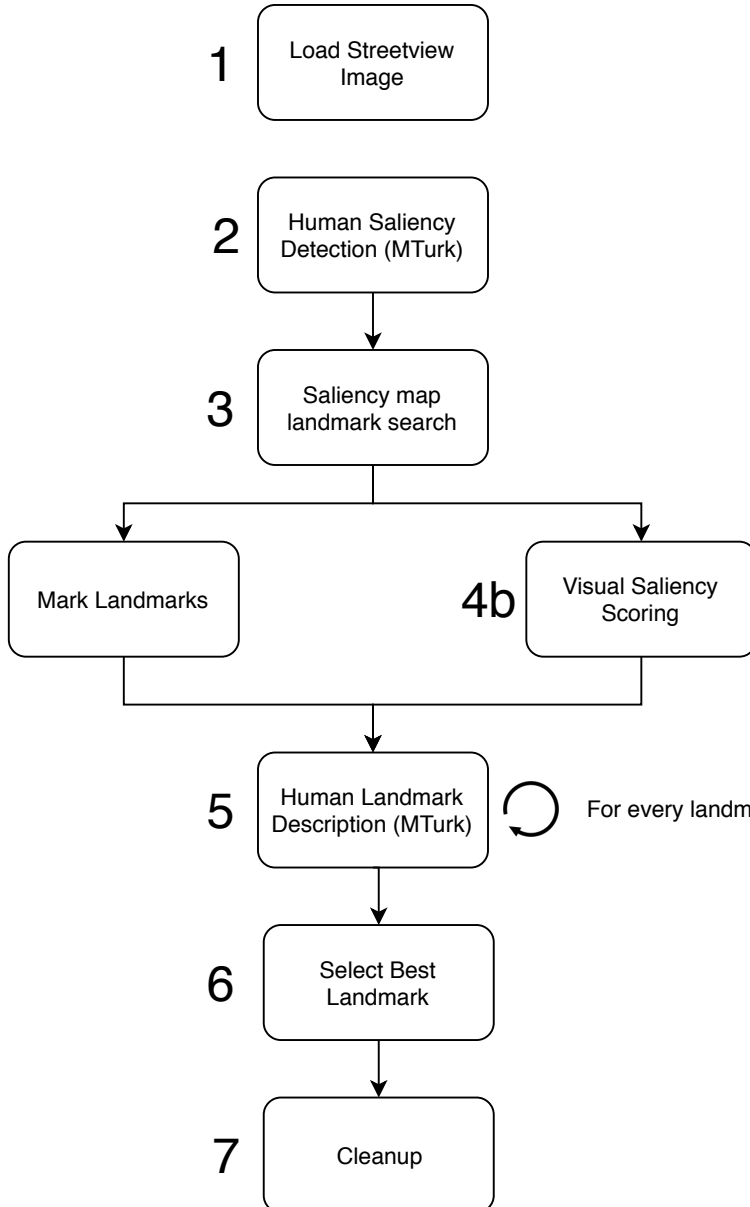 1
Load Streetview
Image
2
Human Saliency
Detection (MTurk)
3
Saliency map
landmark search
Mark Landmarks
4b
Visual Saliency
Scoring
5
Human Landmark
Description (MTurk)
For every landm
6
Select Best
Landmark
7
Cleanup